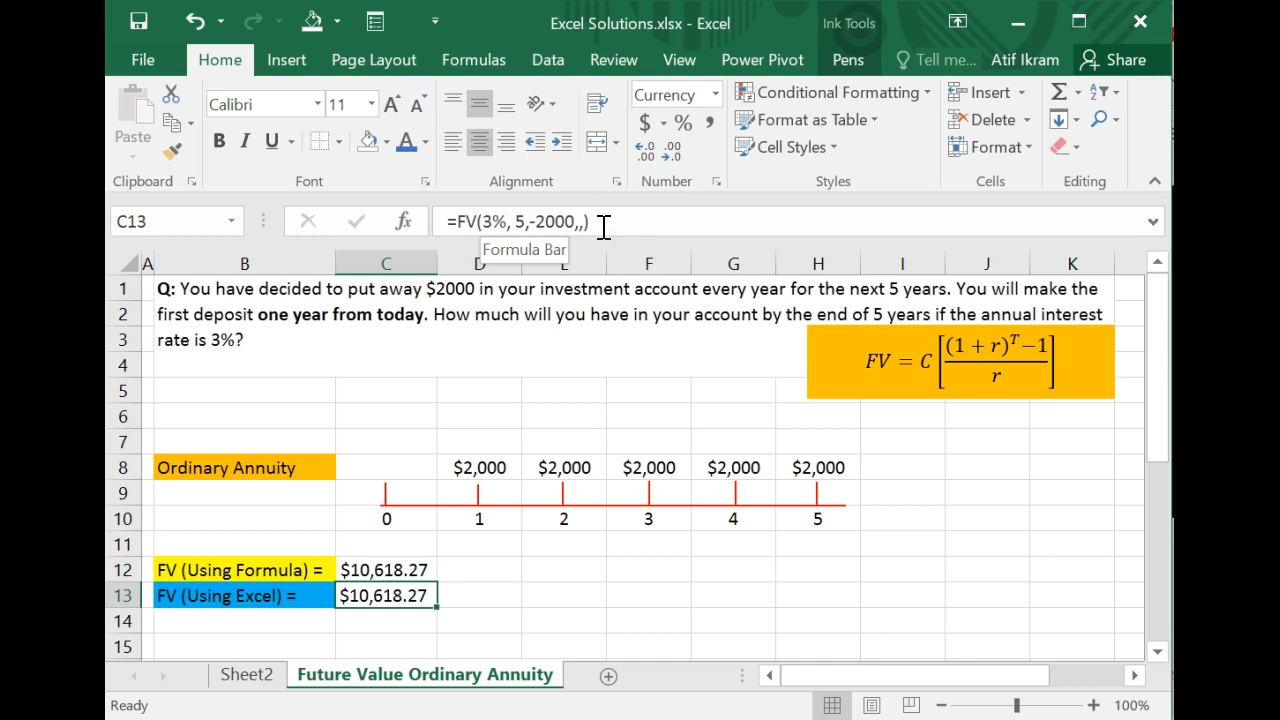 Excel Solutions.xlsx - Excel
Ink Tools
File Home Insert Page Layout Formulas Data Review View Power Pivot Pens Tell me... Atif Ikram Share
Paste
Calibri 11
Currency
$ % ,
Conditional Formatting
Format as Table
Cell Styles
Insert
Delete
Format
B I U
Clipboard Font Alignment Number Styles Cells Editing
C13 fx =FV(3%, 5,-2000,,)
Formula Bar
A B C D E F G H I J K
1 Q: You have decided to put away $2000 in your investment account every year for the next 5 years. You will make the
2 first deposit one year from today. How much will you have in your account by the end of 5 years if the annual interest
3 rate is 3%?
FV = C [((1 + r)^T − 1) / r]
4
5
6
7
8 Ordinary Annuity $2,000 $2,000 $2,000 $2,000 $2,000
9
10 0 1 2 3 4 5
11
12 FV (Using Formula) = $10,618.27
13 FV (Using Excel) = $10,618.27
14
15
Sheet2 Future Value Ordinary Annuity
Ready 100%